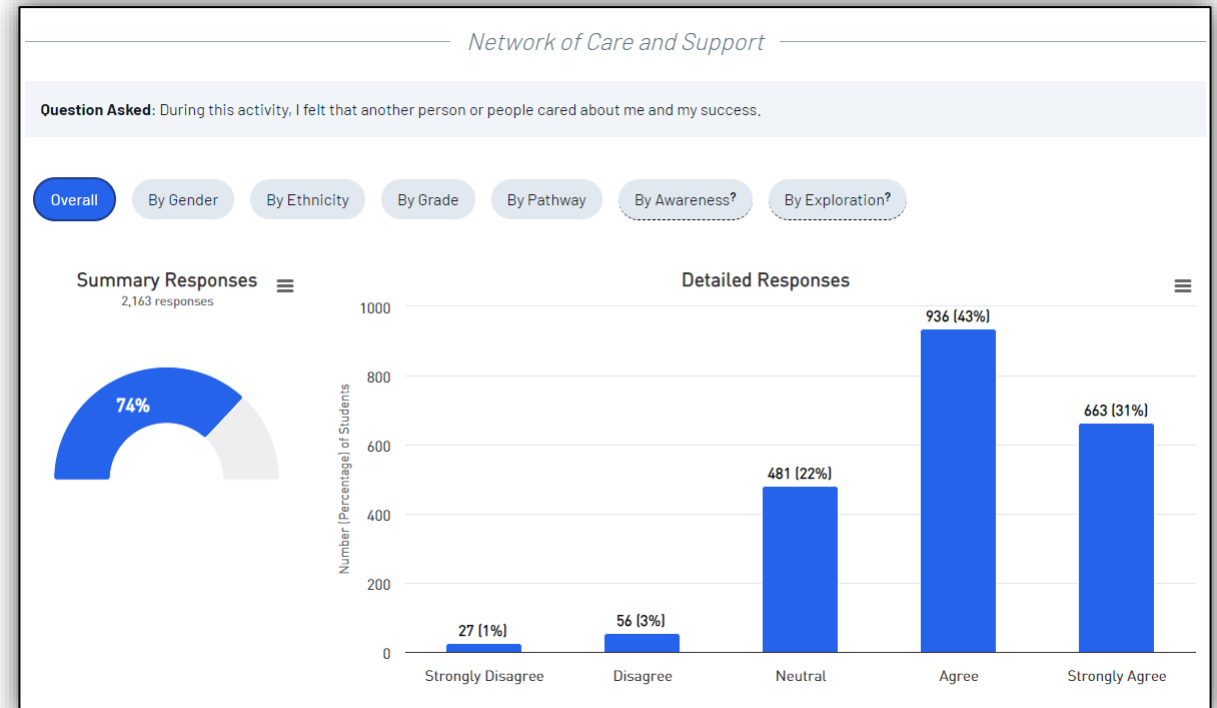 Network of Care and Support
Question Asked: During this activity, I felt that another person or people cared about me and my success.
Overall
By Gender
By Ethnicity
By Grade
By Pathway
By Awareness?
By Exploration?
Summary Responses
2,163 responses
74%
Detailed Responses
Number (Percentage) of Students
1000
800
600
400
200
0
27 (1%)
56 (3%)
481 (22%)
936 (43%)
663 (31%)
Strongly Disagree
Disagree
Neutral
Agree
Strongly Agree